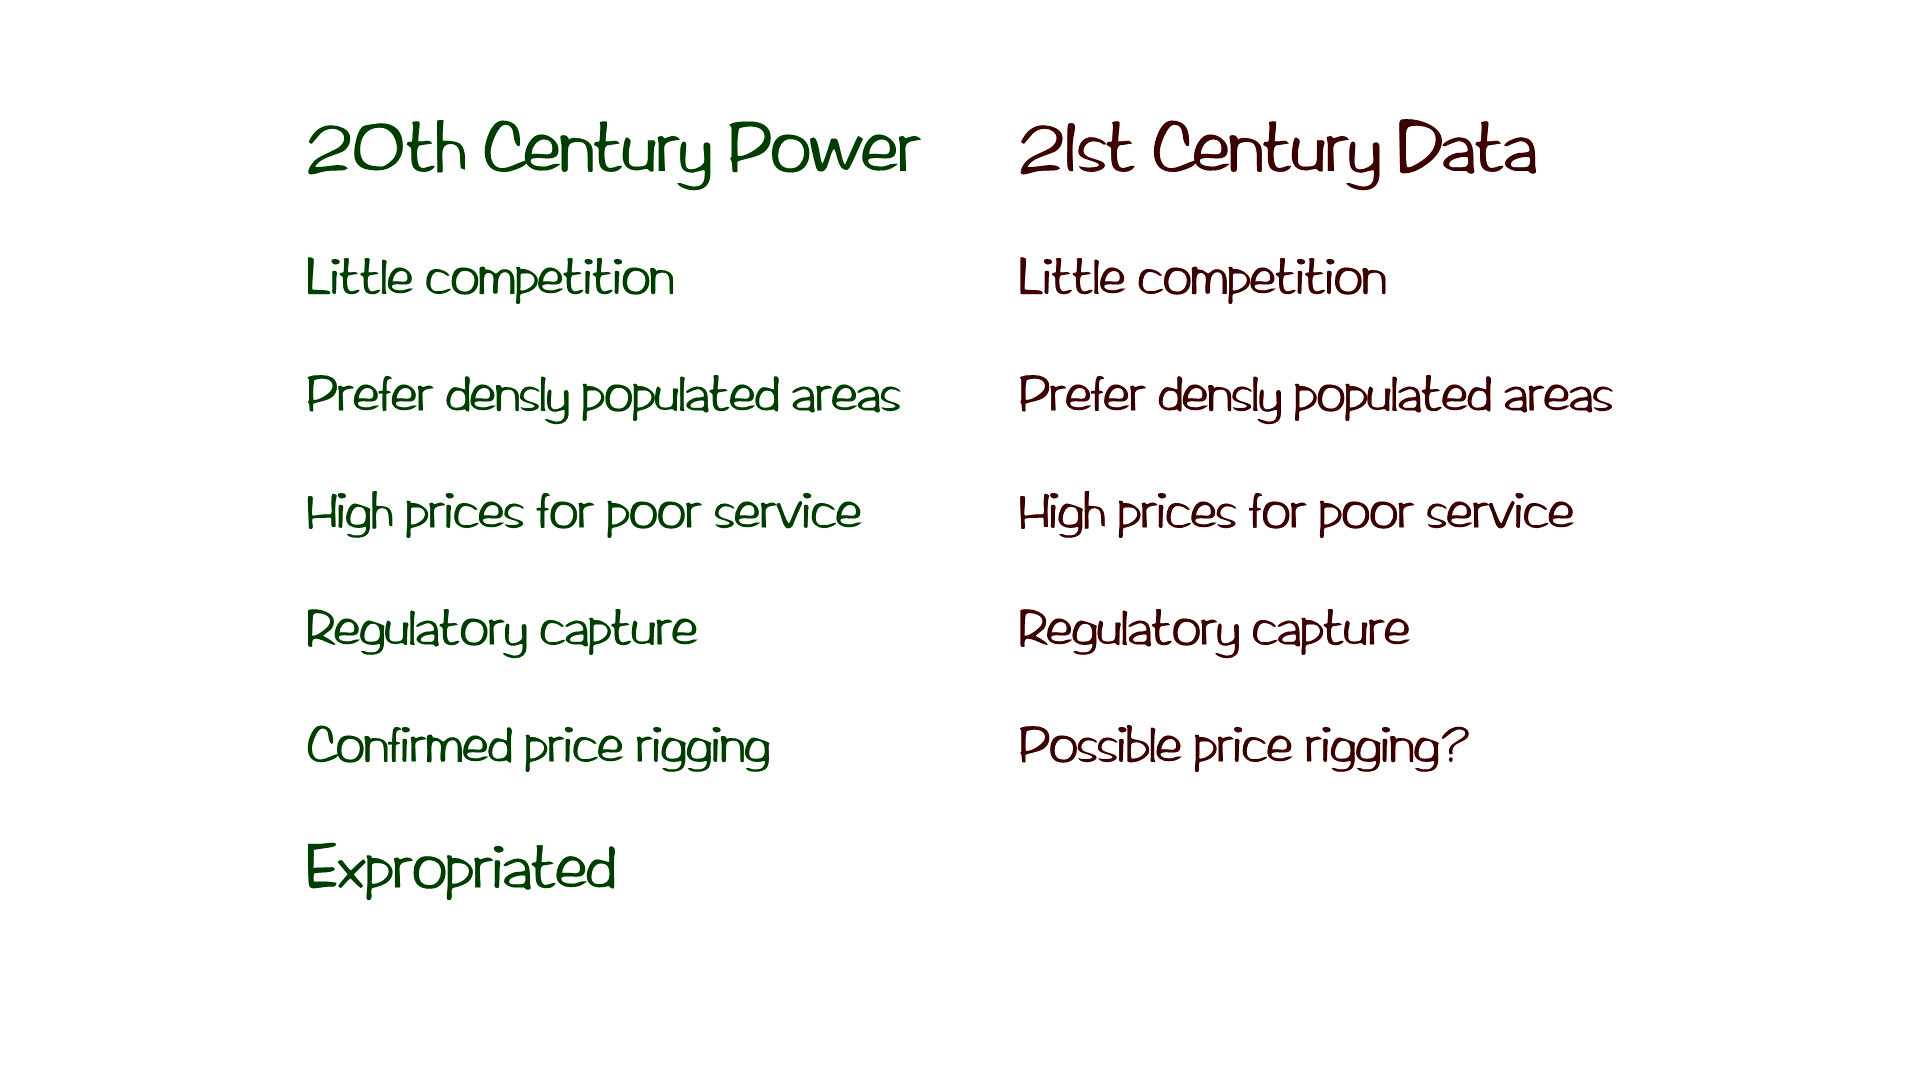 20th Century Power
Little competition
Prefer densly populated areas
High prices for poor service
Regulatory capture
Confirmed price rigging
Expropriated
21st Century Data
Little competition
Prefer densly populated areas
High prices for poor service
Regulatory capture
Possible price rigging?